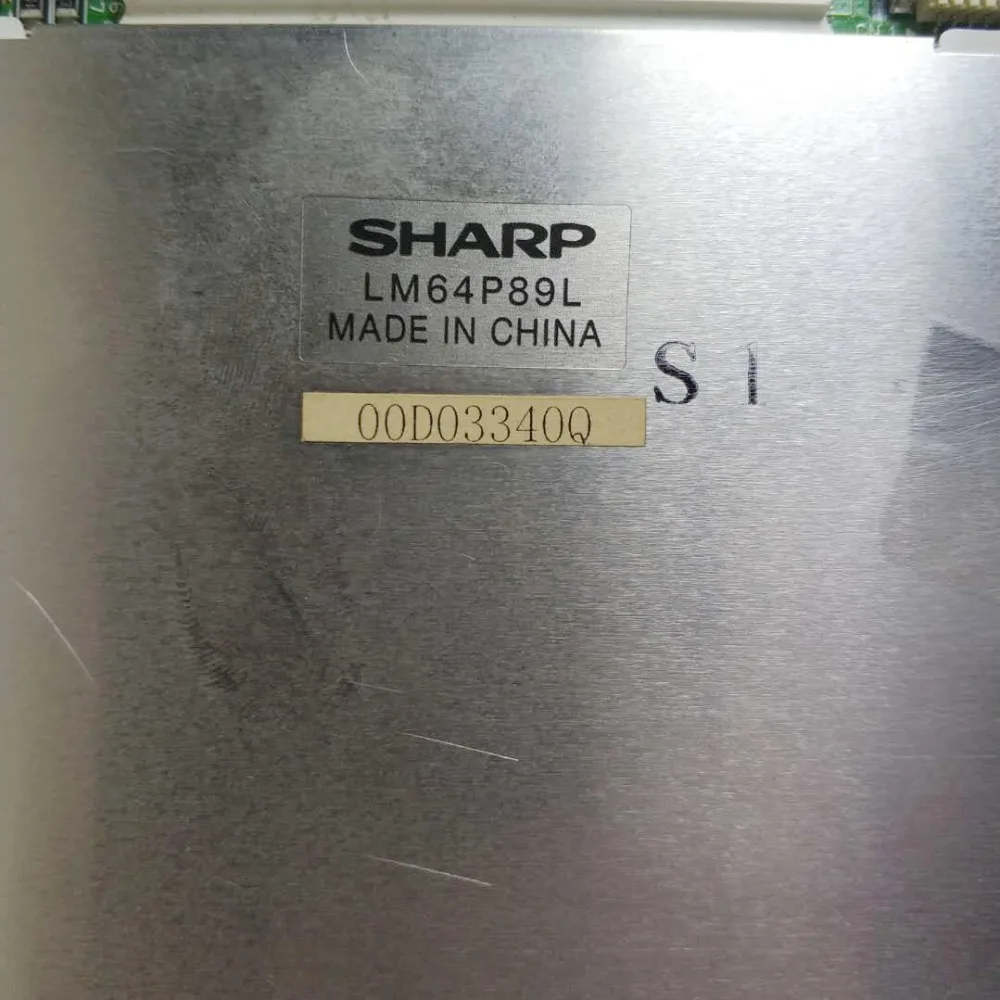 SHARP
LM64P89L
MADE IN CHINA
S 1
00D03340Q